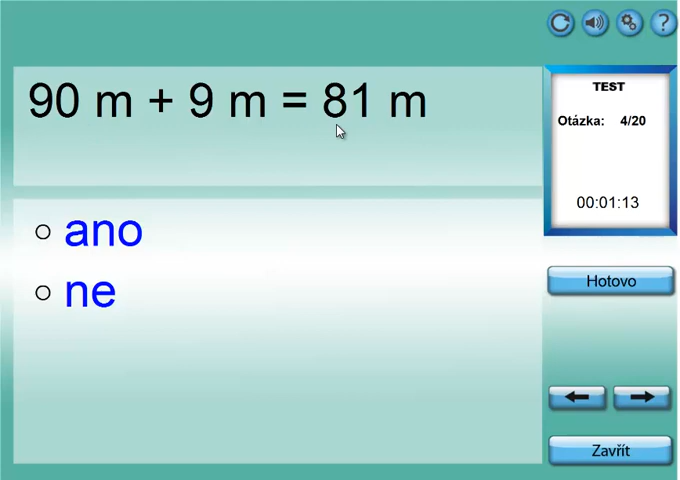 90 m + 9 m = 81 m
ano
ne
TEST
Otázka: 4/20
00:01:13
Hotovo
Zavřít
?